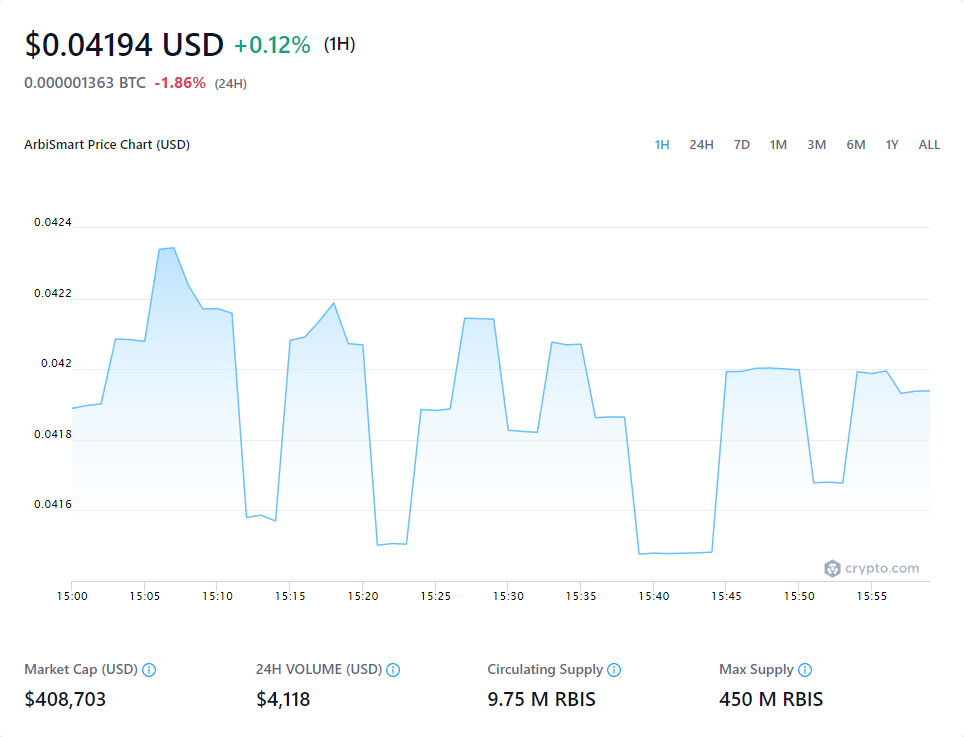 $0.04194 USD +0.12% (1H)
0.000001363 BTC -1.86% (24H)
ArbiSmart Price Chart (USD)
1H 24H 7D 1M 3M 6M 1Y ALL
0.0424
0.0422
0.042
0.0418
0.0416
crypto.com
15:00 15:05 15:10 15:15 15:20 15:25 15:30 15:35 15:40 15:45 15:50 15:55
Market Cap (USD) 24H VOLUME (USD) Circulating Supply Max Supply
$408,703 $4,118 9.75 M RBIS 450 M RBIS